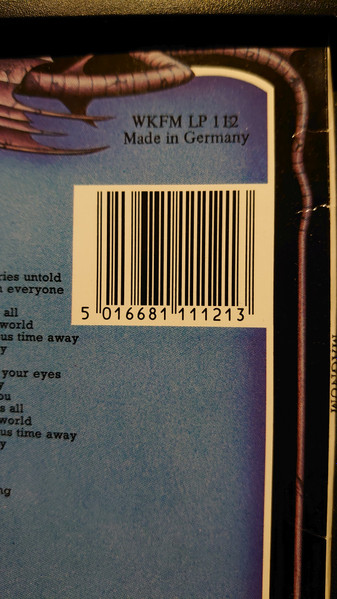 WKFM LP 112
Made in Germany
5 016681 111213
ries untold
everyone
all
world
us time away
y
your eyes
y
ou
s all
world
us time away
y
ng
MAGNUM